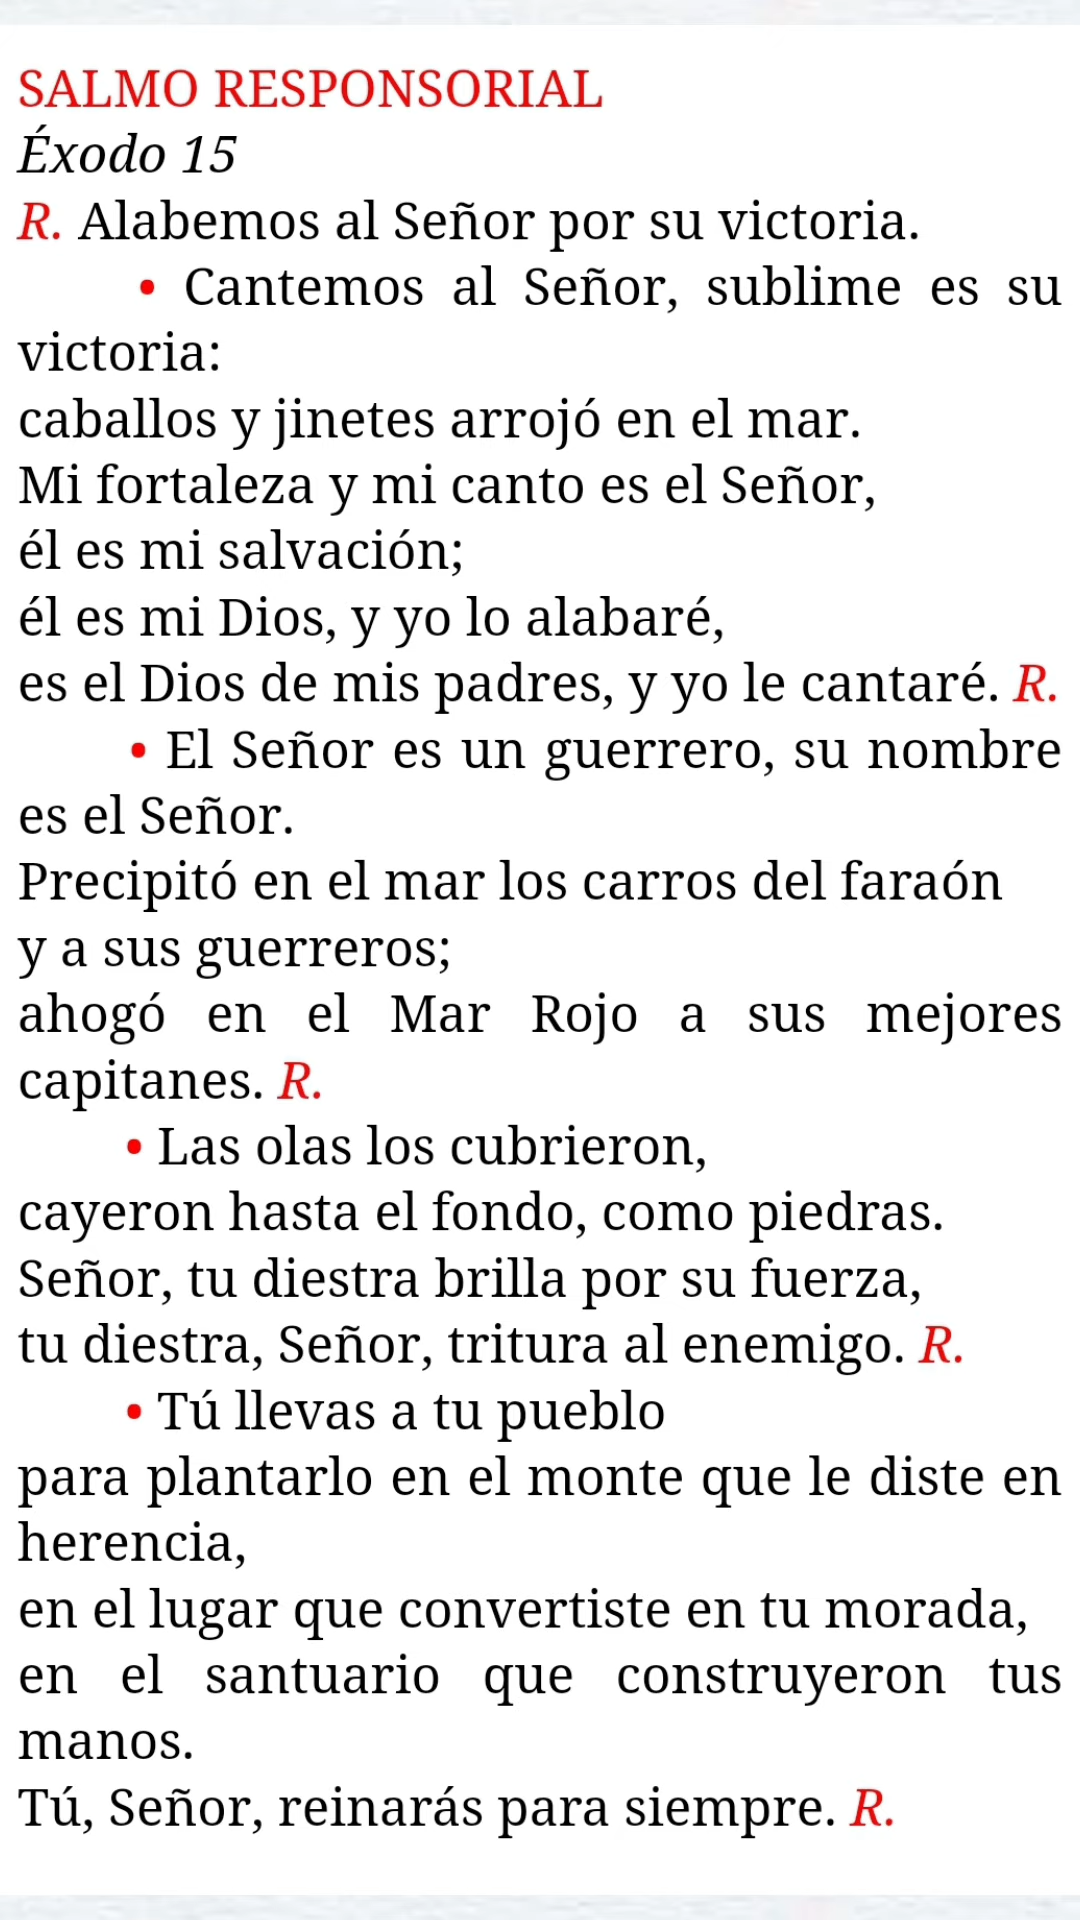 SALMO RESPONSORIAL
Éxodo 15
R. Alabemos al Señor por su victoria.
• Cantemos al Señor, sublime es su
victoria:
caballos y jinetes arrojó en el mar.
Mi fortaleza y mi canto es el Señor,
él es mi salvación;
él es mi Dios, y yo lo alabaré,
es el Dios de mis padres, y yo le cantaré. R.
• El Señor es un guerrero, su nombre
es el Señor.
Precipitó en el mar los carros del faraón
y a sus guerreros;
ahogó en el Mar Rojo a sus mejores
capitanes. R.
• Las olas los cubrieron,
cayeron hasta el fondo, como piedras.
Señor, tu diestra brilla por su fuerza,
tu diestra, Señor, tritura al enemigo. R.
• Tú llevas a tu pueblo
para plantarlo en el monte que le diste en
herencia,
en el lugar que convertiste en tu morada,
en el santuario que construyeron tus
manos.
Tú, Señor, reinarás para siempre. R.